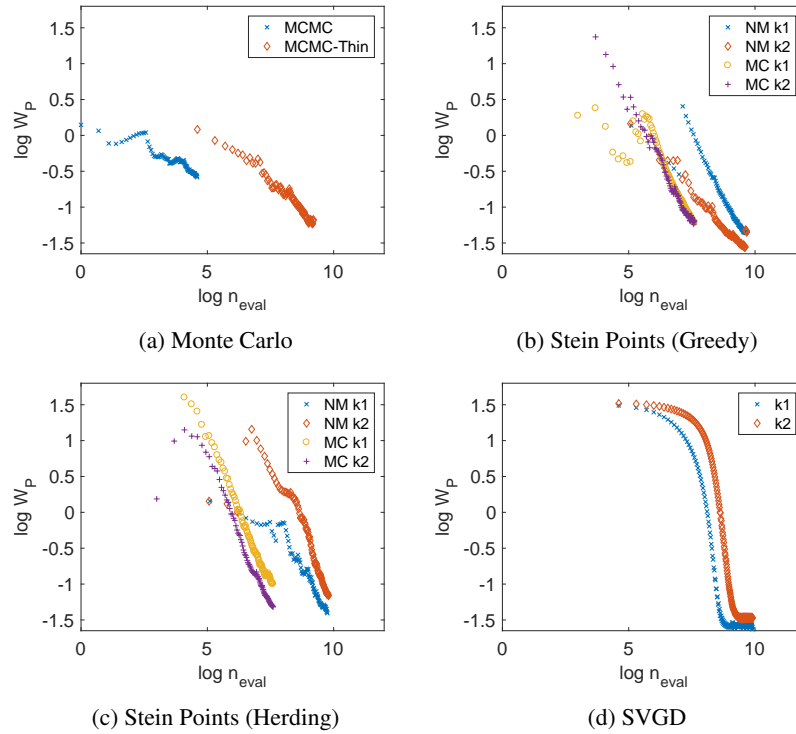 MCMC
MCMC-Thin
1.5
1
0.5
0
-0.5
-1
-1.5
log W_P
0
5
10
log n_eval
(a) Monte Carlo
NM k1
NM k2
MC k1
MC k2
1.5
1
0.5
0
-0.5
-1
-1.5
log W_P
0
5
10
log n_eval
(b) Stein Points (Greedy)
NM k1
NM k2
MC k1
MC k2
1.5
1
0.5
0
-0.5
-1
-1.5
log W_P
0
5
10
log n_eval
(c) Stein Points (Herding)
k1
k2
1.5
1
0.5
0
-0.5
-1
-1.5
log W_P
0
5
10
log n_eval
(d) SVGD